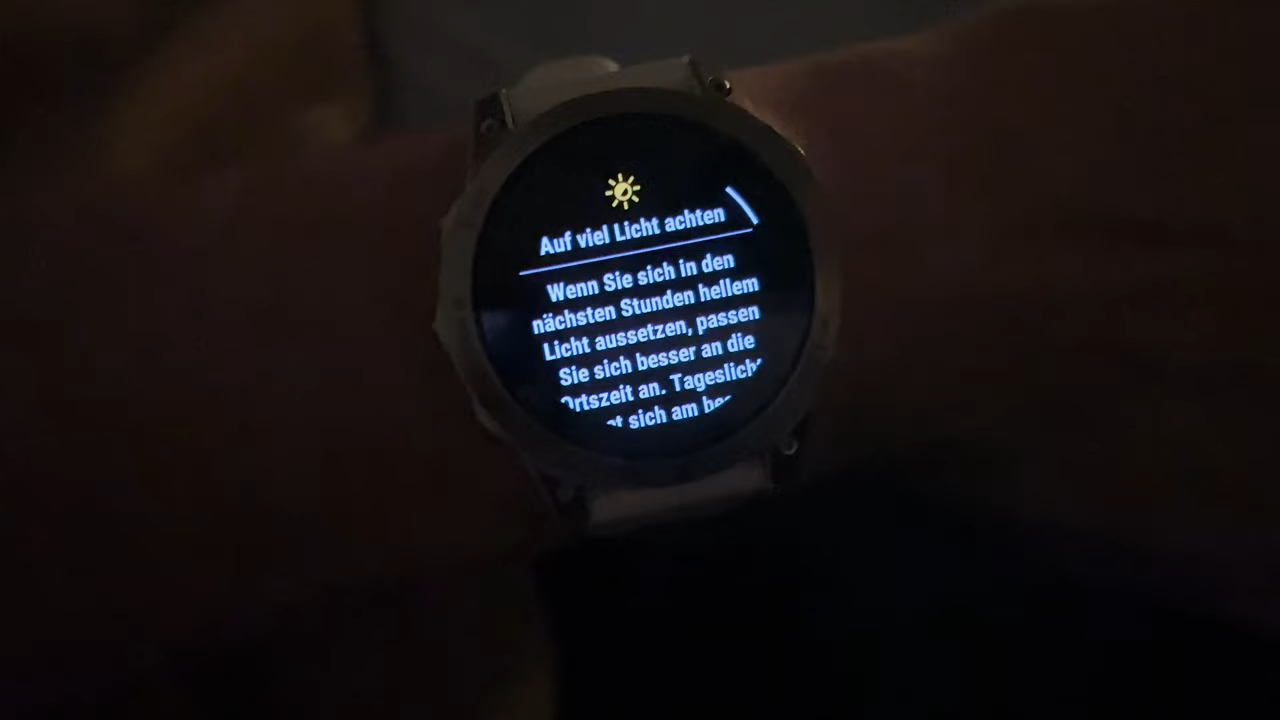 Auf viel Licht achten
Wenn Sie sich in den
nächsten Stunden hellem
Licht aussetzen, passen
Sie sich besser an die
Ortszeit an. Tageslicht
sich am